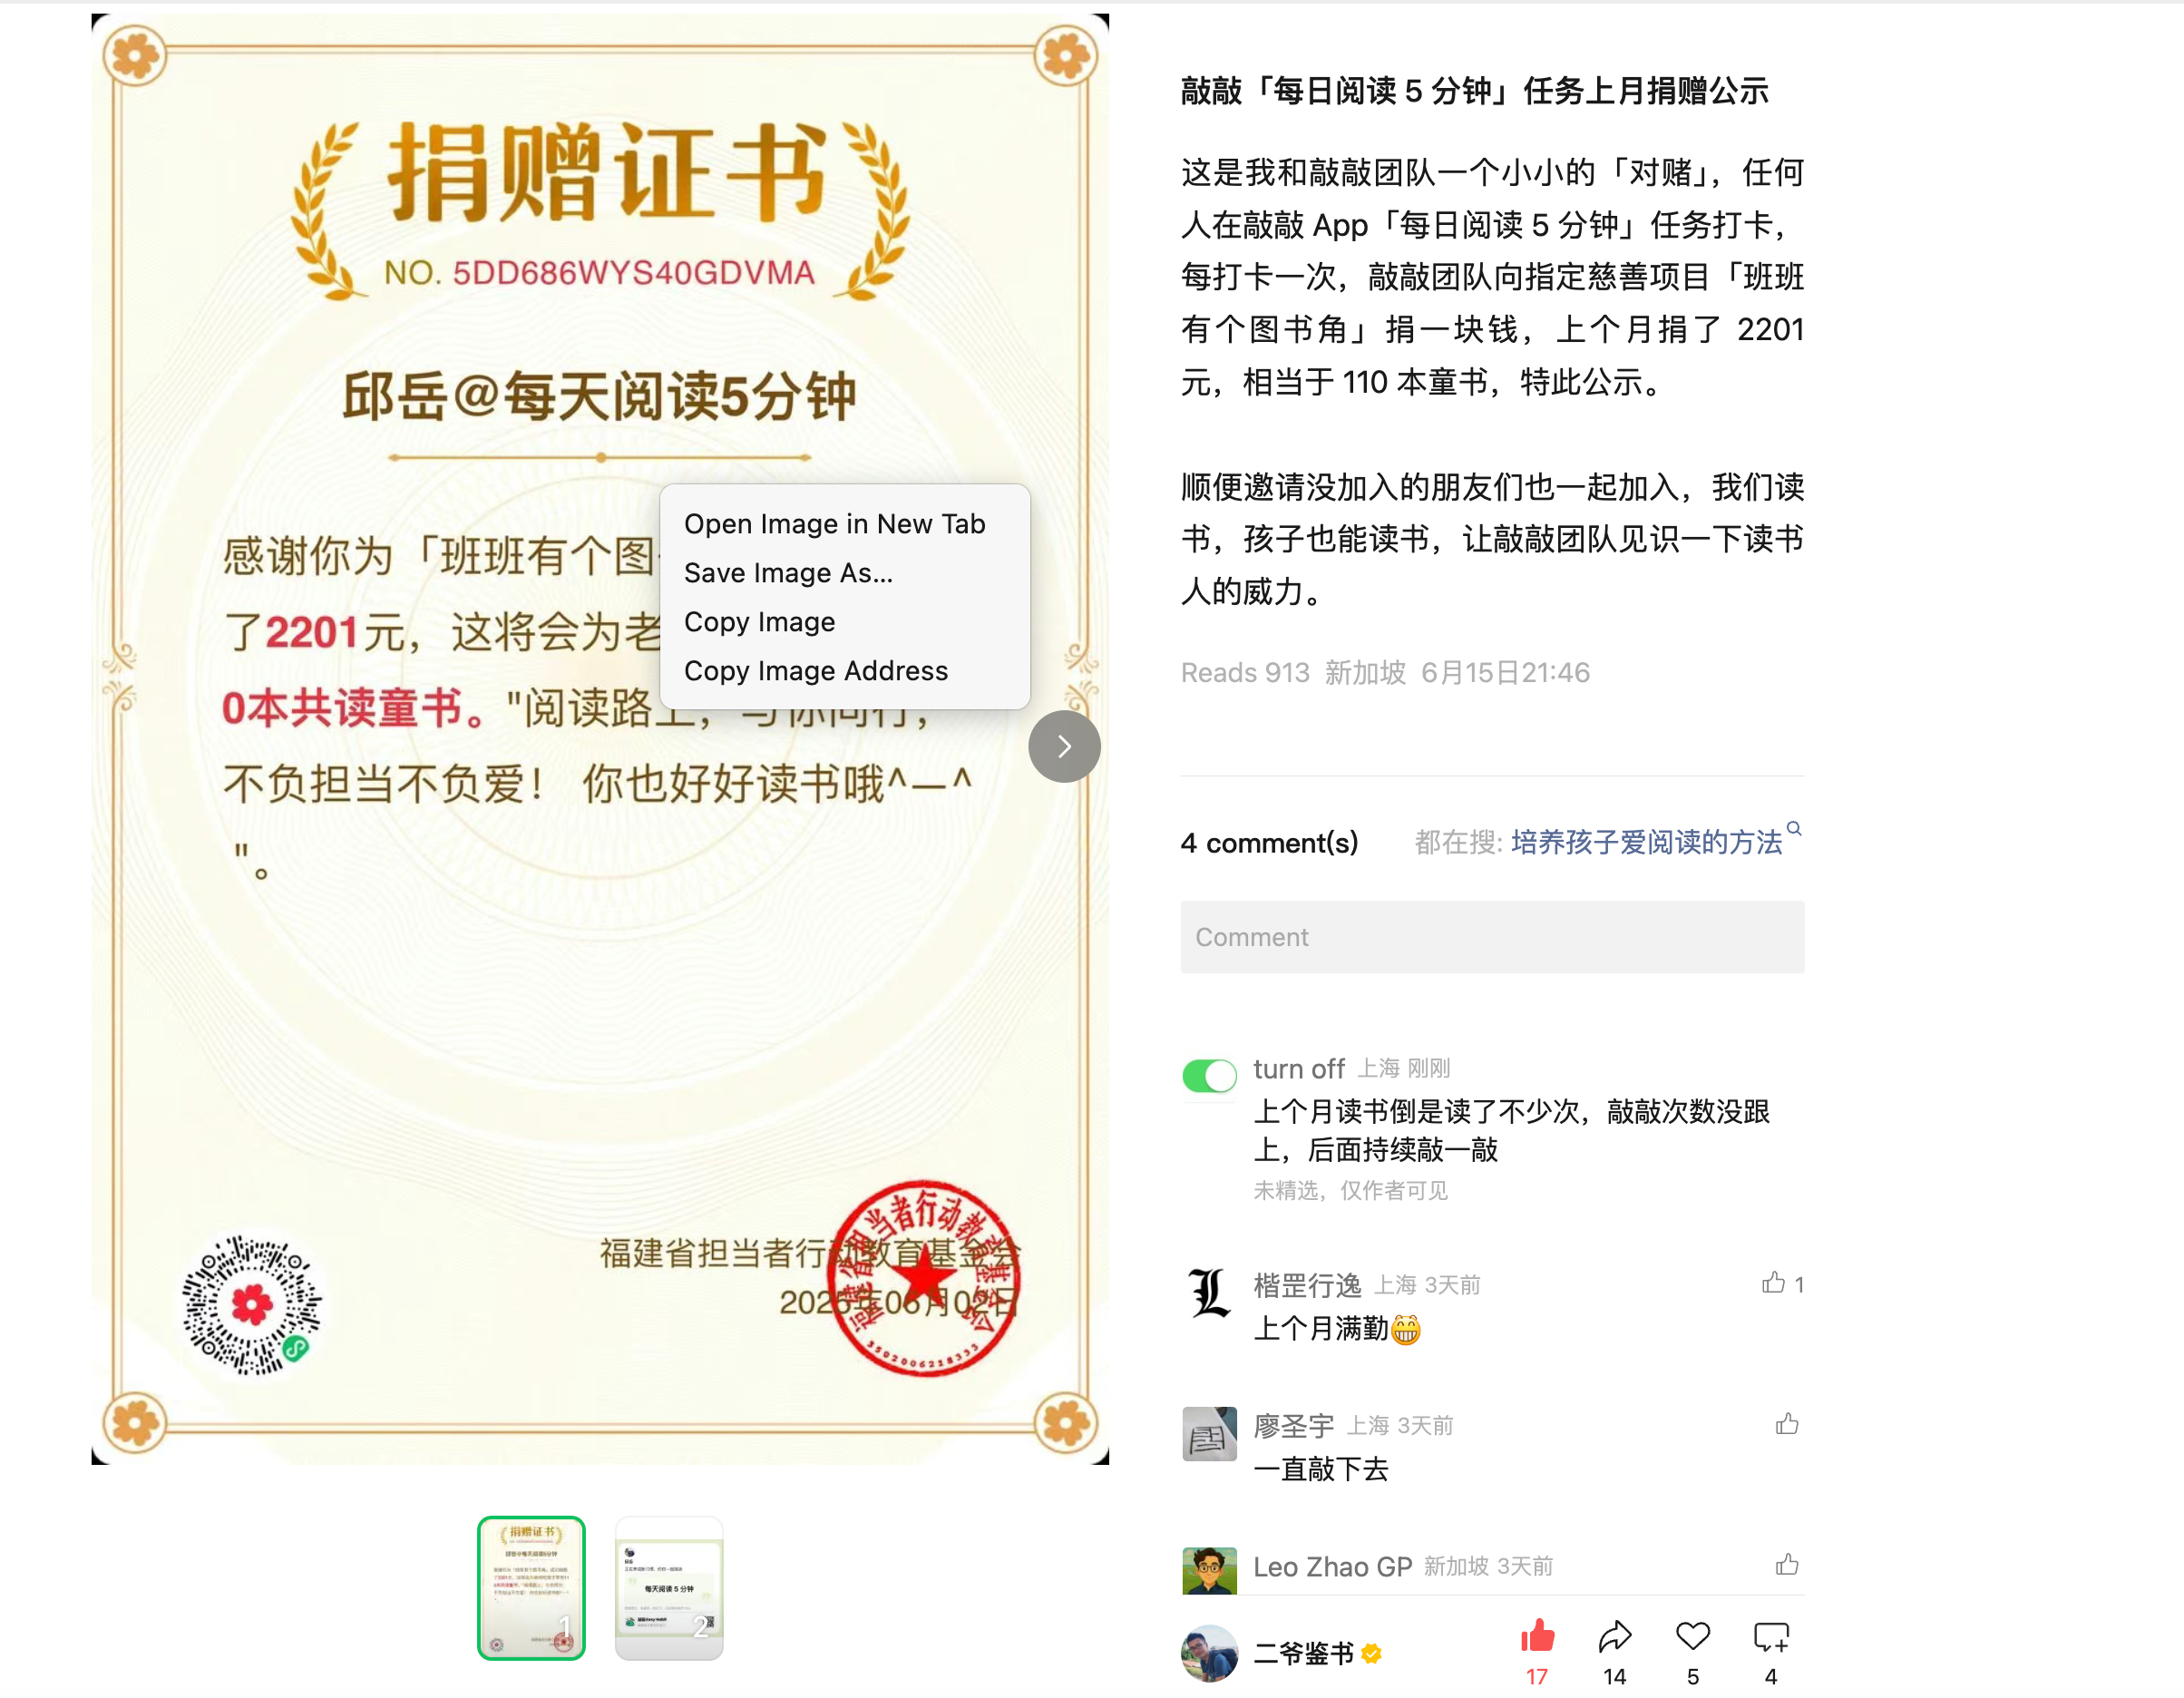 捐赠证书
NO. 5DD686WYS40GDVMA
邱岳@每天阅读5分钟
感谢你为「班班有个图
了2201元，这将会为老
0本共读童书。"阅读路上，与你同行，
不负担当不负爱！ 你也好好读书哦^—^
"。
福建省担当者行动教育基金会
2025年06月02日
3502006218333
Open Image in New Tab
Save Image As...
Copy Image
Copy Image Address
捐赠证书
1
每天阅读 5 分钟
2
敲敲「每日阅读 5 分钟」任务上月捐赠公示
这是我和敲敲团队一个小小的「对赌」，任何
人在敲敲 App「每日阅读 5 分钟」任务打卡，
每打卡一次，敲敲团队向指定慈善项目「班班
有个图书角」捐一块钱，上个月捐了 2201
元，相当于 110 本童书，特此公示。
顺便邀请没加入的朋友们也一起加入，我们读
书，孩子也能读书，让敲敲团队见识一下读书
人的威力。
Reads 913 新加坡 6月15日21:46
4 comment(s) 都在搜: 培养孩子爱阅读的方法
Comment
turn off 上海 刚刚
上个月读书倒是读了不少次，敲敲次数没跟
上，后面持续敲一敲
未精选，仅作者可见
楷罡行逸 上海 3天前 1
上个月满勤😁
廖圣宇 上海 3天前
一直敲下去
Leo Zhao GP 新加坡 3天前
二爷鉴书
17 14 5 4